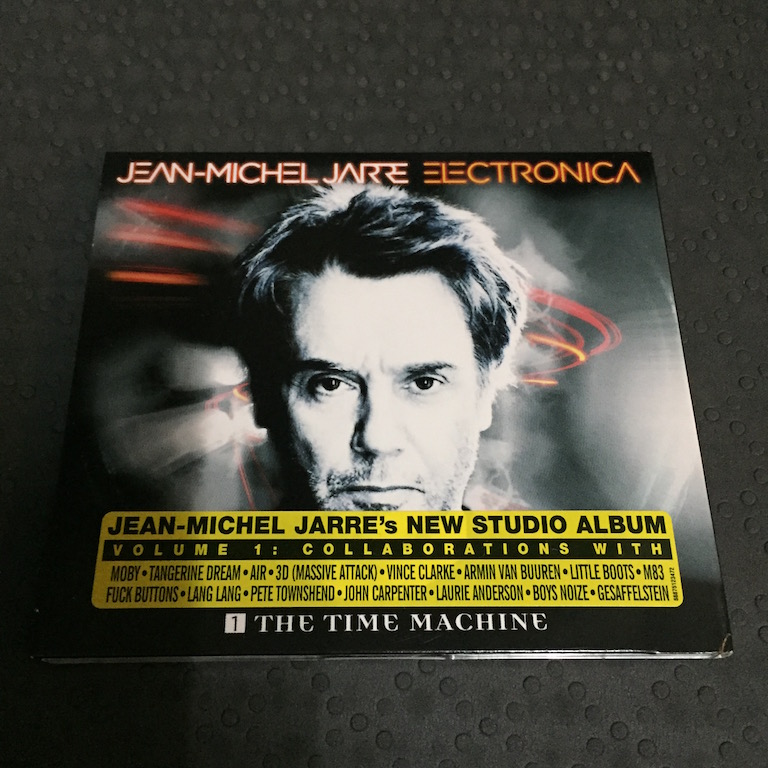 JEAN-MICHEL JARRE ELECTRONICA
JEAN-MICHEL JARRE's NEW STUDIO ALBUM
VOLUME 1: COLLABORATIONS WITH
MOBY • TANGERINE DREAM • AIR • 3D (MASSIVE ATTACK) • VINCE CLARKE • ARMIN VAN BUUREN • LITTLE BOOTS • M83
FUCK BUTTONS • LANG LANG • PETE TOWNSHEND • JOHN CARPENTER • LAURIE ANDERSON • BOYS NOIZE • GESAFFELSTEIN
1 THE TIME MACHINE